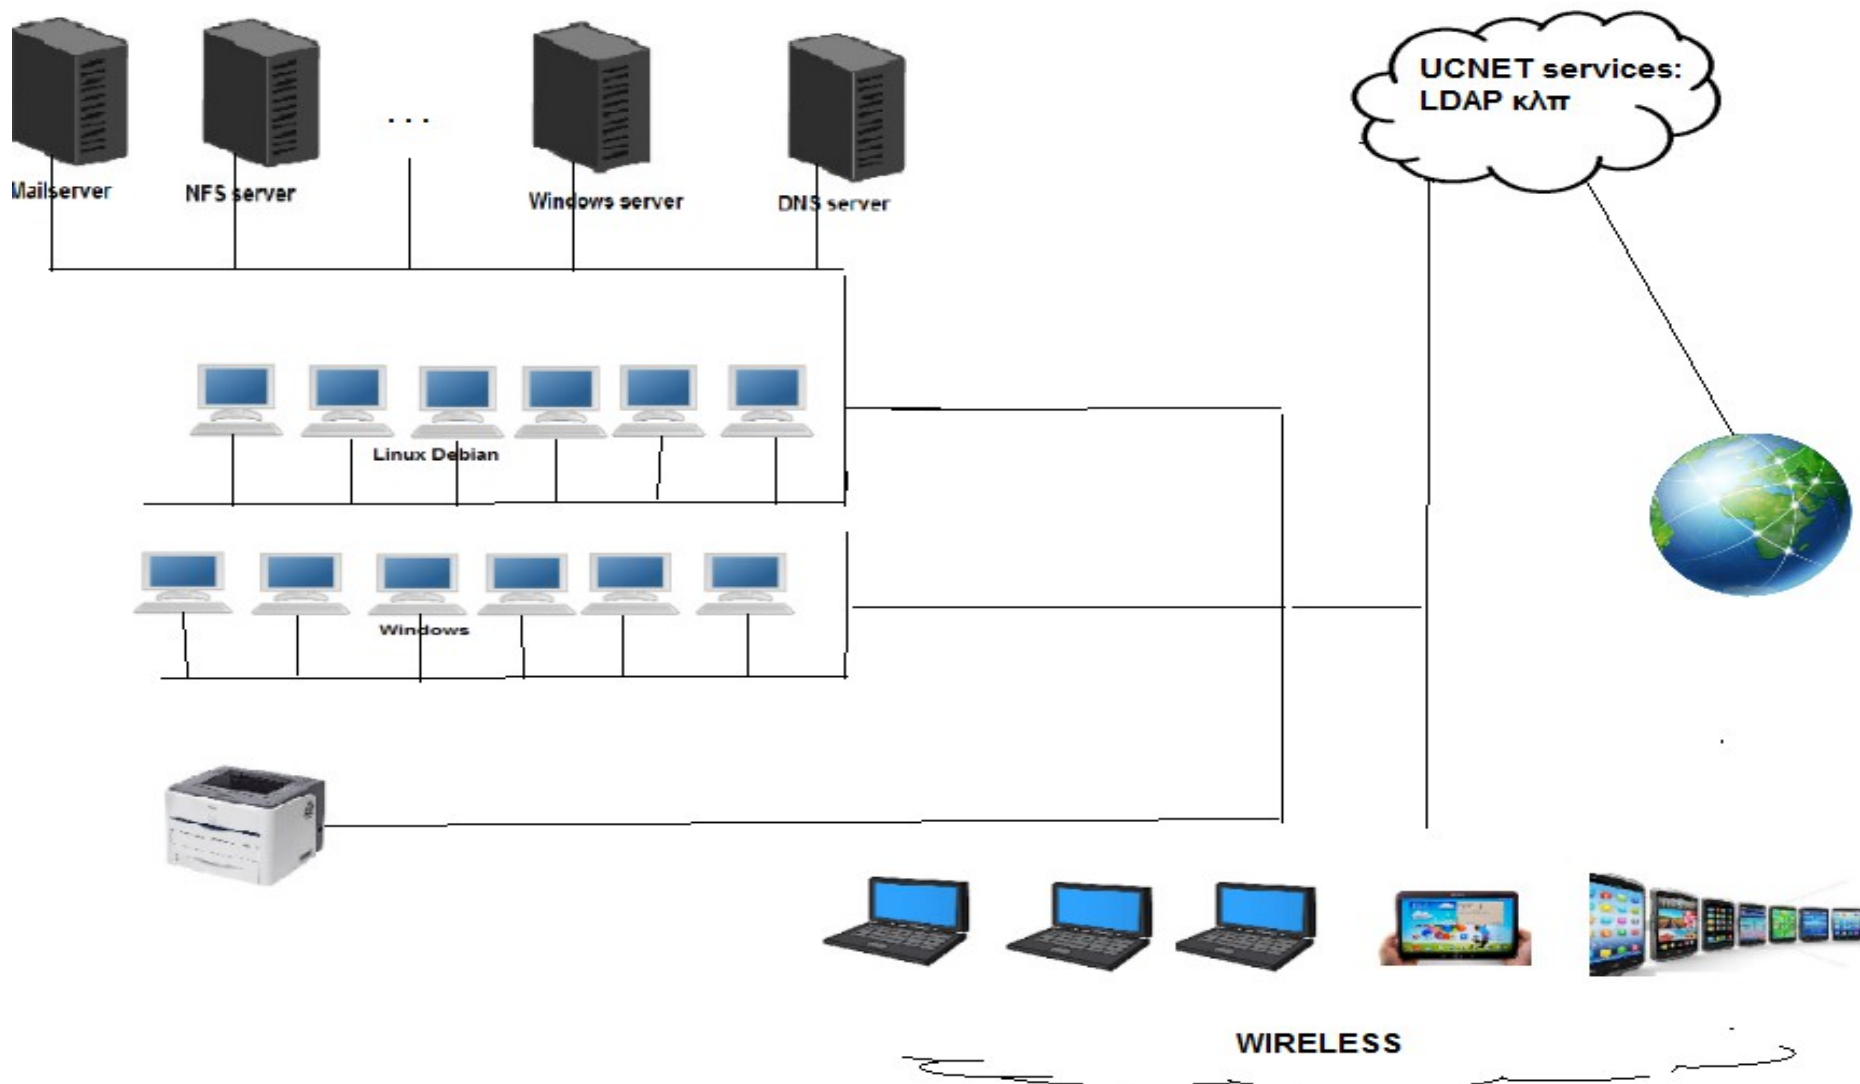 UCNET services:
LDAP κλπ
. . .
Mailserver
NFS server
Windows server
DNS server
Linux Debian
Windows
WIRELESS